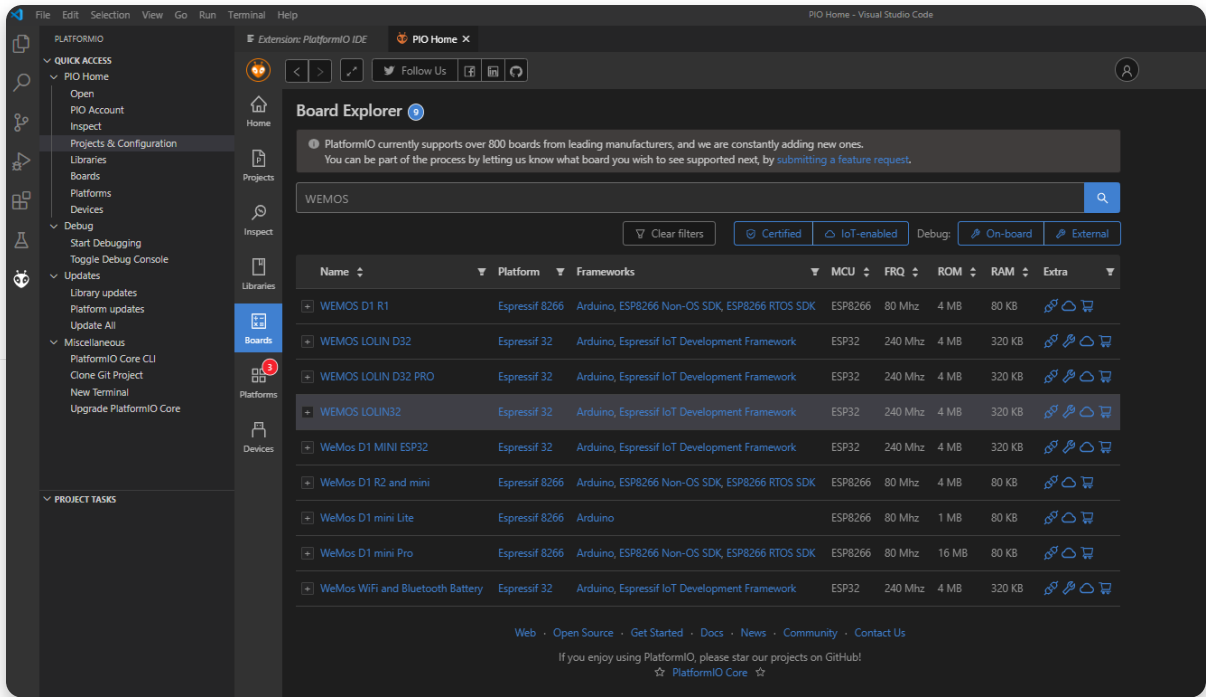 File Edit Selection View Go Run Terminal Help
PIO Home - Visual Studio Code
PLATFORMIO
QUICK ACCESS
PIO Home
Open
PIO Account
Inspect
Projects & Configuration
Libraries
Boards
Platforms
Devices
Debug
Start Debugging
Toggle Debug Console
Updates
Library updates
Platform updates
Update All
Miscellaneous
PlatformIO Core CLI
Clone Git Project
New Terminal
Upgrade PlatformIO Core
PROJECT TASKS
Extension: PlatformIO IDE
PIO Home
Follow Us
Home
Projects
Inspect
Libraries
Boards
3
Platforms
Devices
Board Explorer 9
PlatformIO currently supports over 800 boards from leading manufacturers, and we are constantly adding new ones.
You can be part of the process by letting us know what board you wish to see supported next, by submitting a feature request.
WEMOS
Clear filters Certified IoT-enabled Debug: On-board External
Name Platform Frameworks MCU FRQ ROM RAM Extra
WEMOS D1 R1 Espressif 8266 Arduino, ESP8266 Non-OS SDK, ESP8266 RTOS SDK ESP8266 80 Mhz 4 MB 80 KB
WEMOS LOLIN D32 Espressif 32 Arduino, Espressif IoT Development Framework ESP32 240 Mhz 4 MB 320 KB
WEMOS LOLIN D32 PRO Espressif 32 Arduino, Espressif IoT Development Framework ESP32 240 Mhz 4 MB 320 KB
WEMOS LOLIN32 Espressif 32 Arduino, Espressif IoT Development Framework ESP32 240 Mhz 4 MB 320 KB
WeMos D1 MINI ESP32 Espressif 32 Arduino, Espressif IoT Development Framework ESP32 240 Mhz 4 MB 320 KB
WeMos D1 R2 and mini Espressif 8266 Arduino, ESP8266 Non-OS SDK, ESP8266 RTOS SDK ESP8266 80 Mhz 4 MB 80 KB
WeMos D1 mini Lite Espressif 8266 Arduino ESP8266 80 Mhz 1 MB 80 KB
WeMos D1 mini Pro Espressif 8266 Arduino, ESP8266 Non-OS SDK, ESP8266 RTOS SDK ESP8266 80 Mhz 16 MB 80 KB
WeMos WiFi and Bluetooth Battery Espressif 32 Arduino, Espressif IoT Development Framework ESP32 240 Mhz 4 MB 320 KB
Web · Open Source · Get Started · Docs · News · Community · Contact Us
If you enjoy using PlatformIO, please star our projects on GitHub!
PlatformIO Core